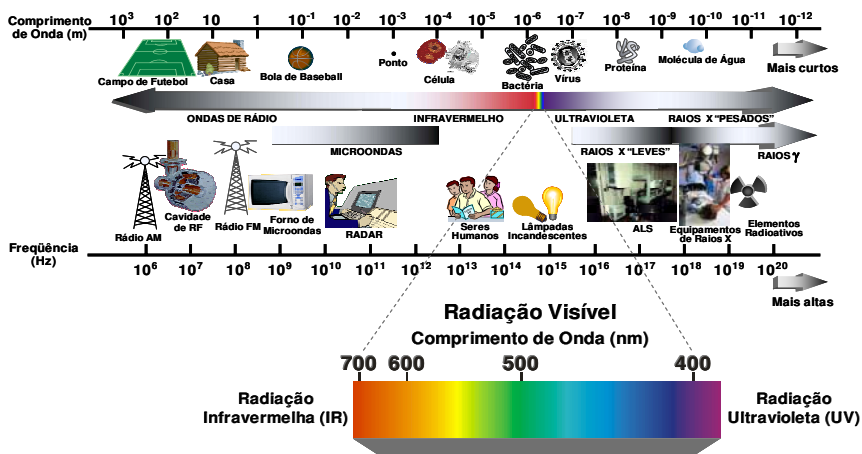 Comprimento
de Onda (m)
10³ 10² 10 1 10⁻¹ 10⁻² 10⁻³ 10⁻⁴ 10⁻⁵ 10⁻⁶ 10⁻⁷ 10⁻⁸ 10⁻⁹ 10⁻¹⁰ 10⁻¹¹ 10⁻¹²
Campo de Futebol
Casa
Bola de Baseball
Ponto
Célula
Bactéria
Vírus
Proteína
Molécula de Água
Mais curtos
ONDAS DE RÁDIO
INFRAVERMELHO
ULTRAVIOLETA
RAIOS X "PESADOS"
MICROONDAS
RAIOS X "LEVES"
RAIOS γ
Rádio AM
Cavidade
de RF
Rádio FM
Forno de
Microondas
RADAR
Seres
Humanos
Lâmpadas
Incandescentes
ALS
Equipamentos
de Raios X
Elementos
Radioativos
Freqüência
(Hz)
10⁶ 10⁷ 10⁸ 10⁹ 10¹⁰ 10¹¹ 10¹² 10¹³ 10¹⁴ 10¹⁵ 10¹⁶ 10¹⁷ 10¹⁸ 10¹⁹ 10²⁰
Mais altas
Radiação Visível
Comprimento de Onda (nm)
700 600 500 400
Radiação
Infravermelha (IR)
Radiação
Ultravioleta (UV)